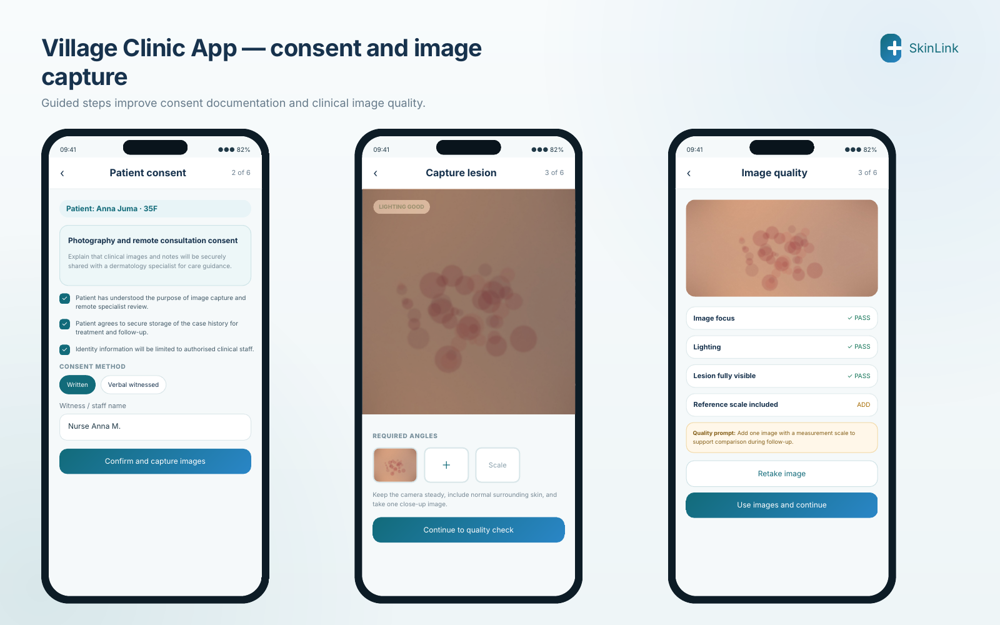 Village Clinic App — consent and image
capture
Guided steps improve consent documentation and clinical image quality.
SkinLink
09:41
82%
Patient consent
2 of 6
Patient: Anna Juma · 35F
Photography and remote consultation consent
Explain that clinical images and notes will be securely
shared with a dermatology specialist for care guidance.
Patient has understood the purpose of image capture and
remote specialist review.
Patient agrees to secure storage of the case history for
treatment and follow-up.
Identity information will be limited to authorised clinical staff.
CONSENT METHOD
Written
Verbal witnessed
Witness / staff name
Nurse Anna M.
Confirm and capture images
09:41
82%
Capture lesion
3 of 6
LIGHTING GOOD
REQUIRED ANGLES
+
Scale
Keep the camera steady, include normal surrounding skin, and
take one close-up image.
Continue to quality check
09:41
82%
Image quality
3 of 6
Image focus
✓ PASS
Lighting
✓ PASS
Lesion fully visible
✓ PASS
Reference scale included
ADD
Quality prompt: Add one image with a measurement scale to
support comparison during follow-up.
Retake image
Use images and continue